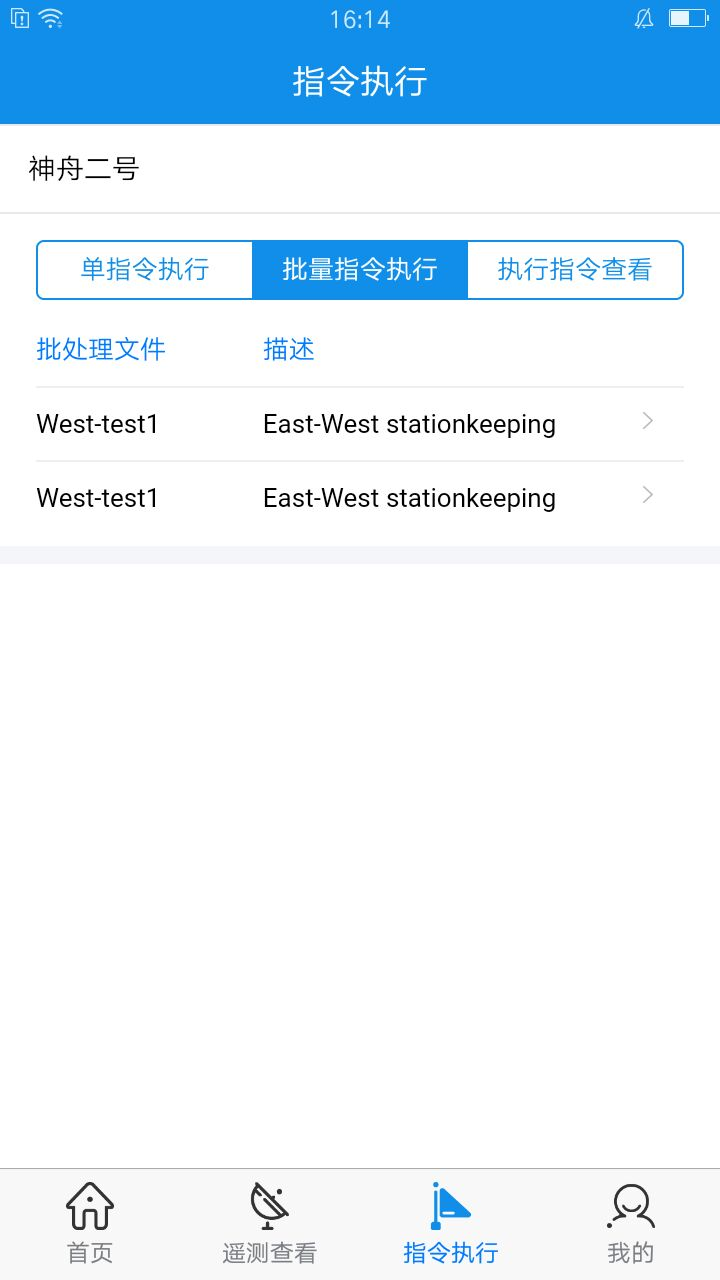 16:14
指令执行
神舟二号
单指令执行 批量指令执行 执行指令查看
批处理文件 描述
West-test1 East-West stationkeeping
West-test1 East-West stationkeeping
首页 遥测查看 指令执行 我的